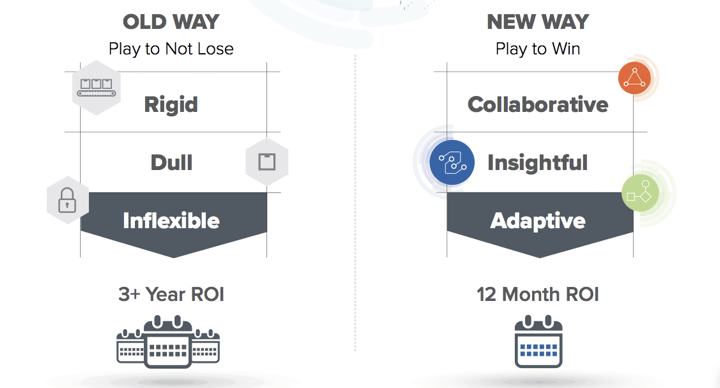 OLD WAY
Play to Not Lose
Rigid
Dull
Inflexible
3+ Year ROI
NEW WAY
Play to Win
Collaborative
Insightful
Adaptive
12 Month ROI